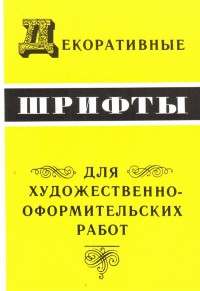 Декоративные
ШРИФТЫ
ДЛЯ
ХУДОЖЕСТВЕННО-
ОФОРМИТЕЛЬСКИХ
РАБОТ